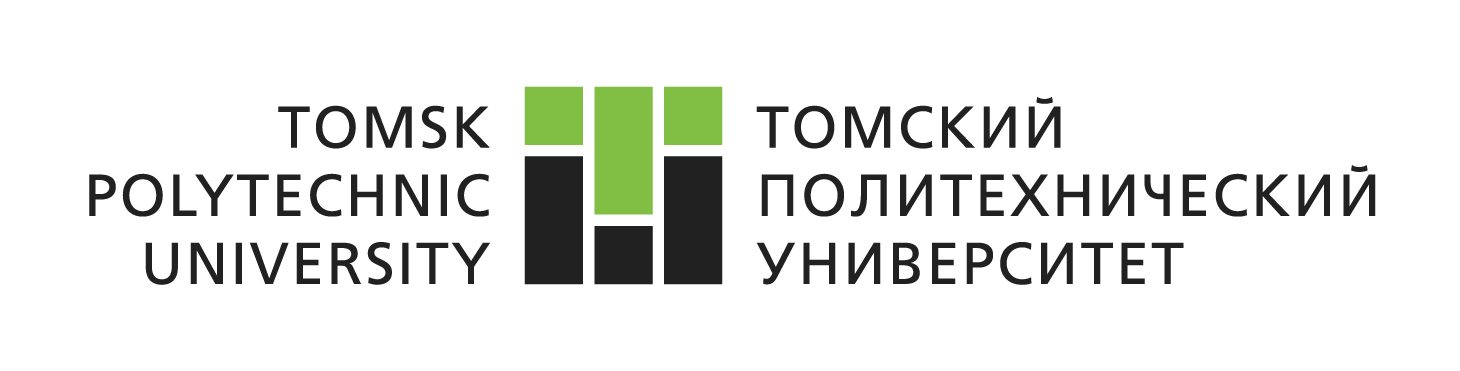 TOMSK
POLYTECHNIC
UNIVERSITY
ТОМСКИЙ
ПОЛИТЕХНИЧЕСКИЙ
УНИВЕРСИТЕТ